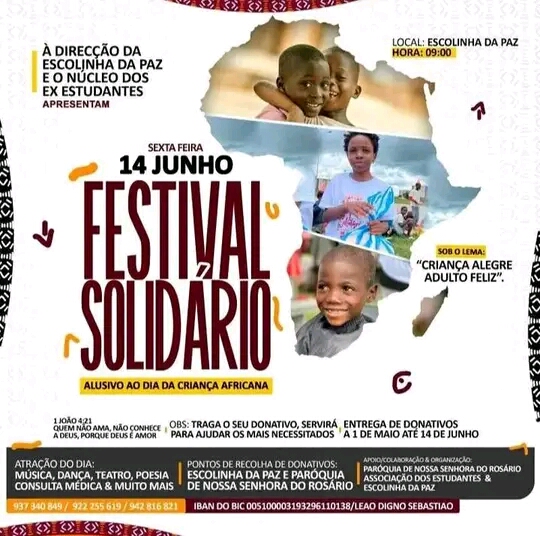 À DIRECÇÃO DA
ESCOLINHA DA PAZ
E O NÚCLEO DOS
EX ESTUDANTES
APRESENTAM
LOCAL: ESCOLINHA DA PAZ
HORA: 09:00
SEXTA FEIRA
14 JUNHO
FESTIVAL
SOLIDÁRIO
ALUSIVO AO DIA DA CRIANÇA AFRICANA
SOB O LEMA:
“CRIANÇA ALEGRE
ADULTO FELIZ”.
1 JOÃO 4:21
QUEM NÃO AMA, NÃO CONHECE
A DEUS, PORQUE DEUS É AMOR
OBS: TRAGA O SEU DONATIVO, SERVIRÁ
PARA AJUDAR OS MAIS NECESSITADOS
ENTREGA DE DONATIVOS
A 1 DE MAIO ATÉ 14 DE JUNHO
ATRAÇÃO DO DIA:
MÚSICA, DANÇA, TEATRO, POESIA
CONSULTA MÉDICA & MUITO MAIS
PONTOS DE RECOLHA DE DONATIVOS:
ESCOLINHA DA PAZ E PARÓQUIA
DE NOSSA SENHORA DO ROSÁRIO
APOIO/COLABORAÇÃO & ORGANIZAÇÃO:
PARÓQUIA DE NOSSA SENHORA DO ROSÁRIO
ASSOCIAÇÃO DOS ESTUDANTES &
ESCOLINHA DA PAZ
937 340 849 / 922 255 619 / 942 816 821
IBAN DO BIC 005100003193296110138/LEAO DIGNO SEBASTIAO